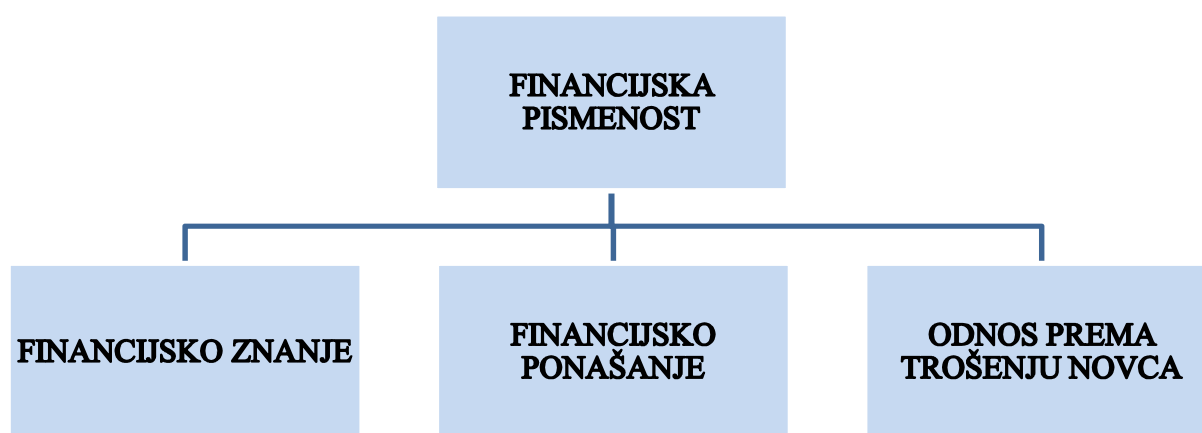 FINANCIJSKA
PISMENOST
FINANCIJSKO ZNANJE
FINANCIJSKO
PONAŠANJE
ODNOS PREMA
TROŠENJU NOVCA